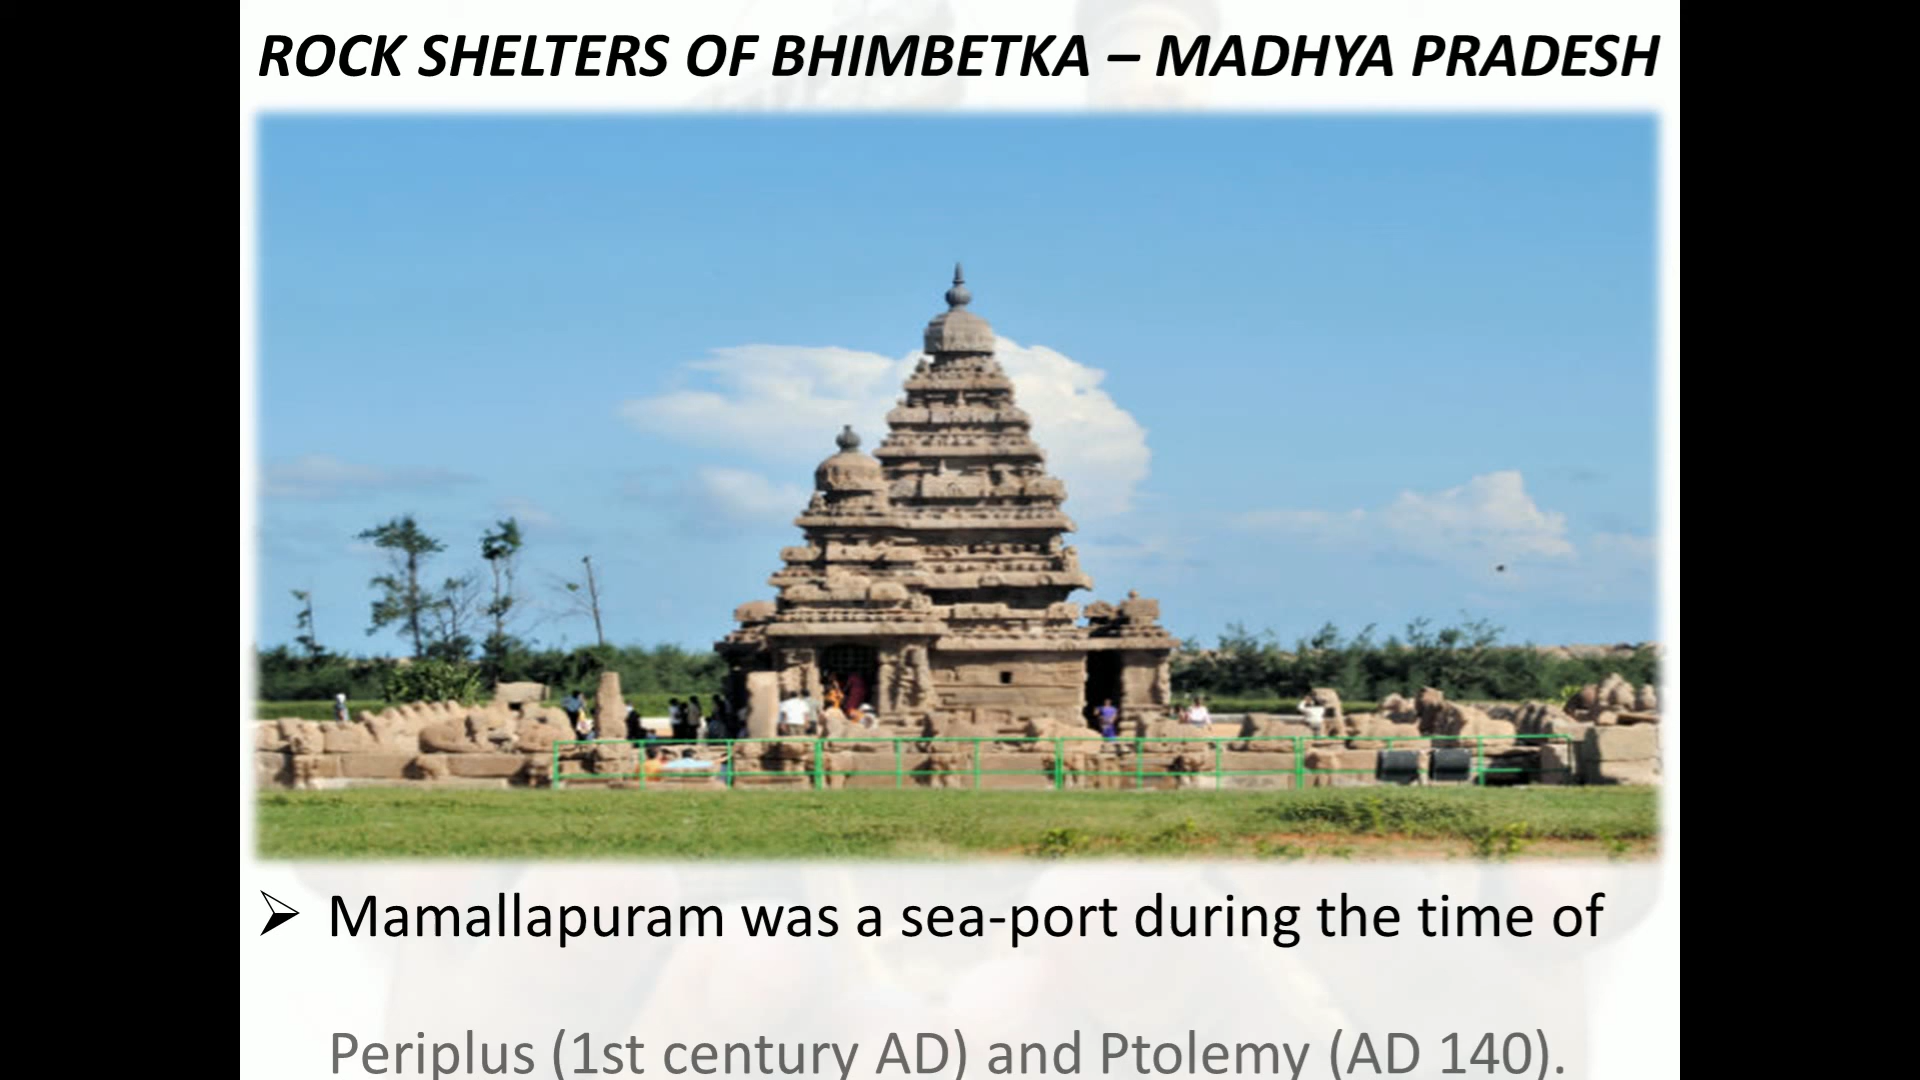 ROCK SHELTERS OF BHIMBETKA – MADHYA PRADESH
➢ Mamallapuram was a sea-port during the time of
Periplus (1st century AD) and Ptolemy (AD 140).